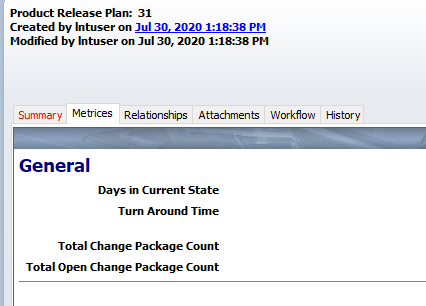 Product Release Plan: 31
Created by lntuser on Jul 30, 2020 1:18:38 PM
Modified by lntuser on Jul 30, 2020 1:18:38 PM
Summary Metrices Relationships Attachments Workflow History
General
Days in Current State
Turn Around Time
Total Change Package Count
Total Open Change Package Count